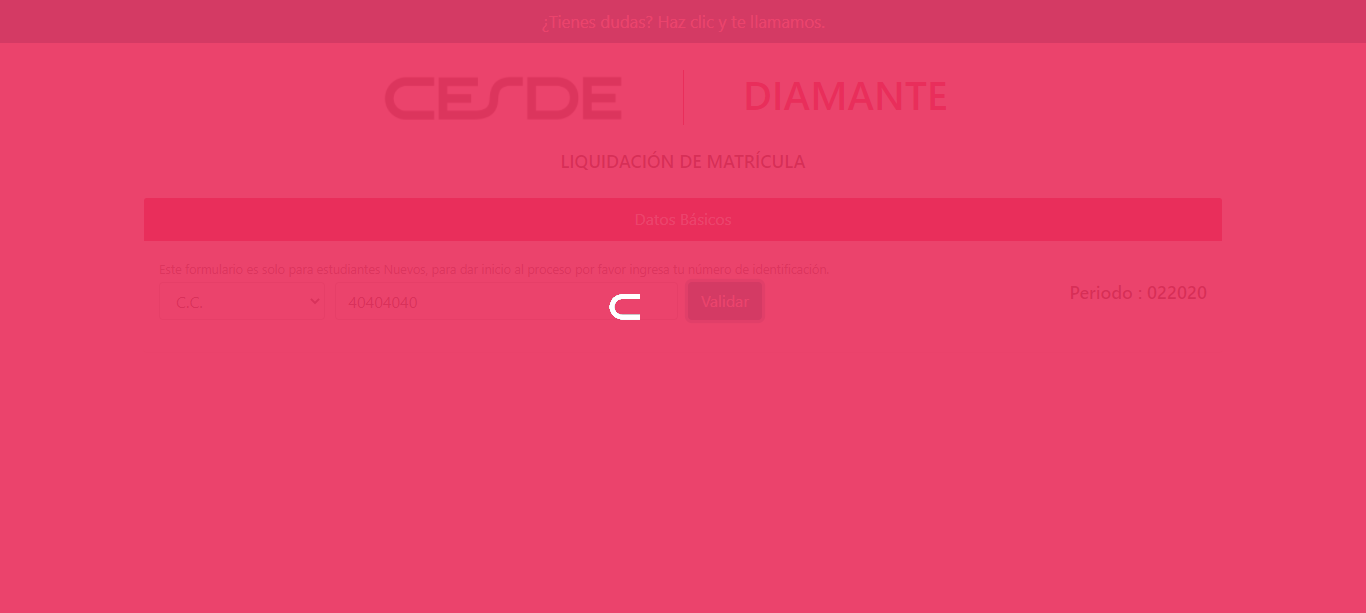 ¿Tienes dudas? Haz clic y te llamamos.
CESDE
DIAMANTE
LIQUIDACIÓN DE MATRÍCULA
Datos Básicos
Este formulario es solo para estudiantes Nuevos, para dar inicio al proceso por favor ingresa tu número de identificación.
C.C. 40404040 C Validar Periodo : 022020